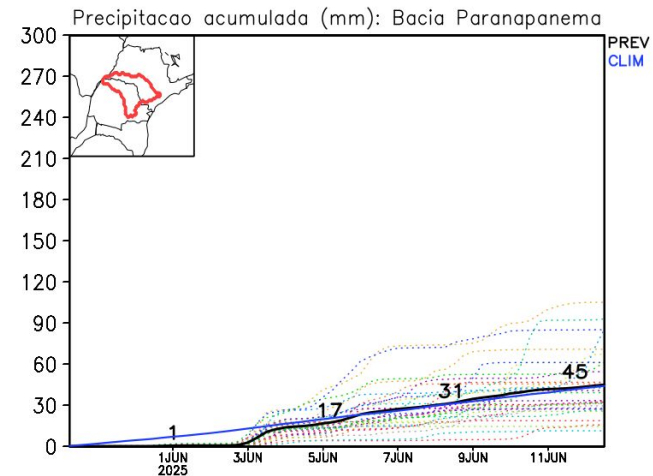 Precipitacao acumulada (mm): Bacia Paranapanema
PREV
CLIM
300
270
240
210
180
150
120
90
60
30
0
1
17
31
45
1JUN
2025
3JUN
5JUN
7JUN
9JUN
11JUN